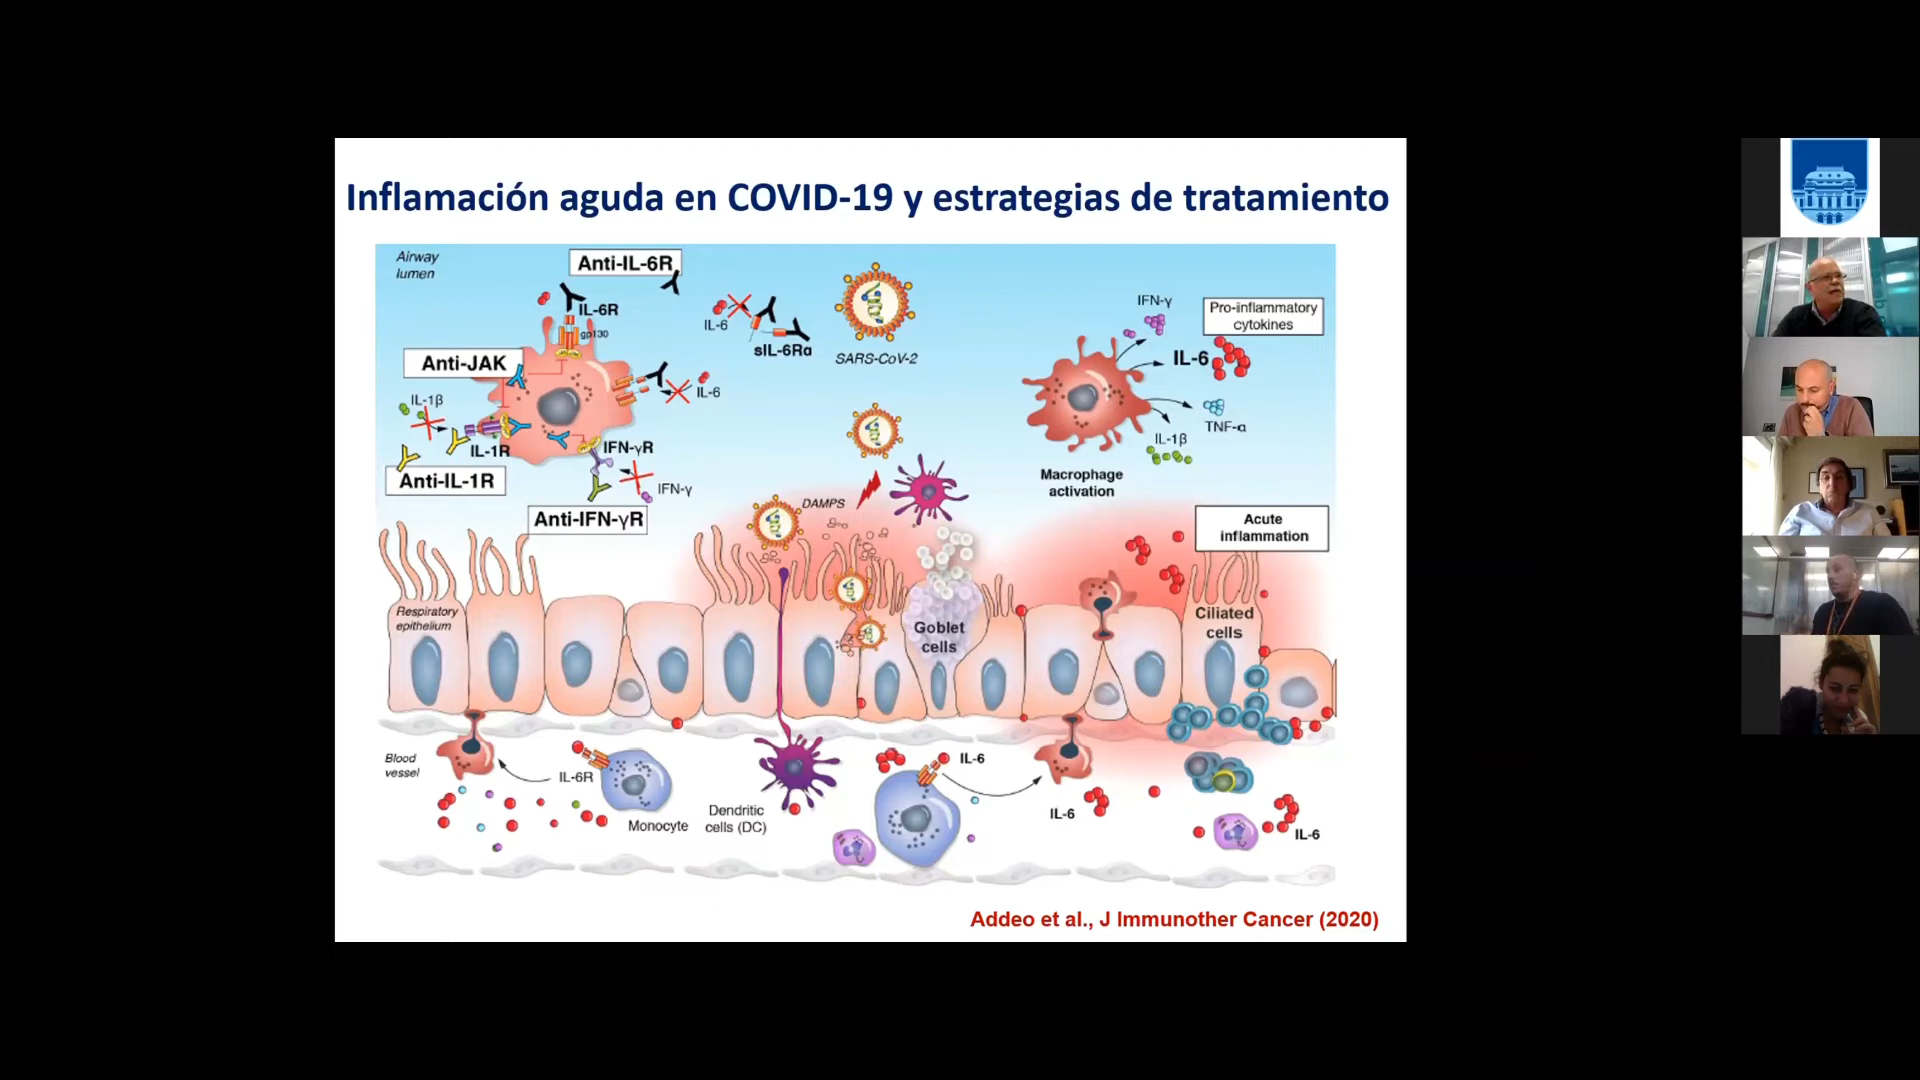 Inflamación aguda en COVID-19 y estrategias de tratamiento
Airway
lumen
Anti-IL-6R
IL-6R
gp130
IL-6
sIL-6Rα
SARS-CoV-2
IFN-γ
Pro-inflammatory
cytokines
IL-6
TNF-α
IL-1β
Macrophage
activation
Anti-JAK
IL-6
IL-1β
IL-1R
IFN-γR
Anti-IL-1R
IFN-γ
Anti-IFN-γR
DAMPS
Acute
inflammation
Respiratory
epithelium
Goblet
cells
Ciliated
cells
Blood
vessel
IL-6R
Monocyte
Dendritic
cells (DC)
IL-6
IL-6
IL-6
Addeo et al., J Immunother Cancer (2020)